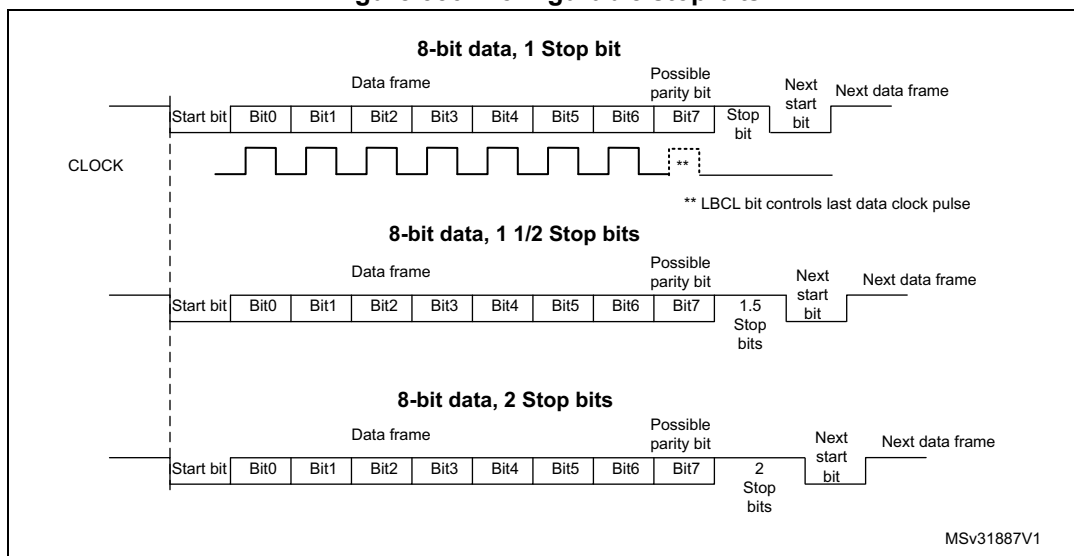 8-bit data, 1 Stop bit
Data frame
Possible
parity bit
Next
start
bit
Next data frame
Start bit Bit0 Bit1 Bit2 Bit3 Bit4 Bit5 Bit6 Bit7 Stop
bit
CLOCK
**
** LBCL bit controls last data clock pulse
8-bit data, 1 1/2 Stop bits
Data frame
Possible
parity bit
Next
start
bit
Next data frame
Start bit Bit0 Bit1 Bit2 Bit3 Bit4 Bit5 Bit6 Bit7 1.5
Stop
bits
8-bit data, 2 Stop bits
Data frame
Possible
parity bit
Next
start
bit
Next data frame
Start bit Bit0 Bit1 Bit2 Bit3 Bit4 Bit5 Bit6 Bit7 2
Stop
bits
MSv31887V1